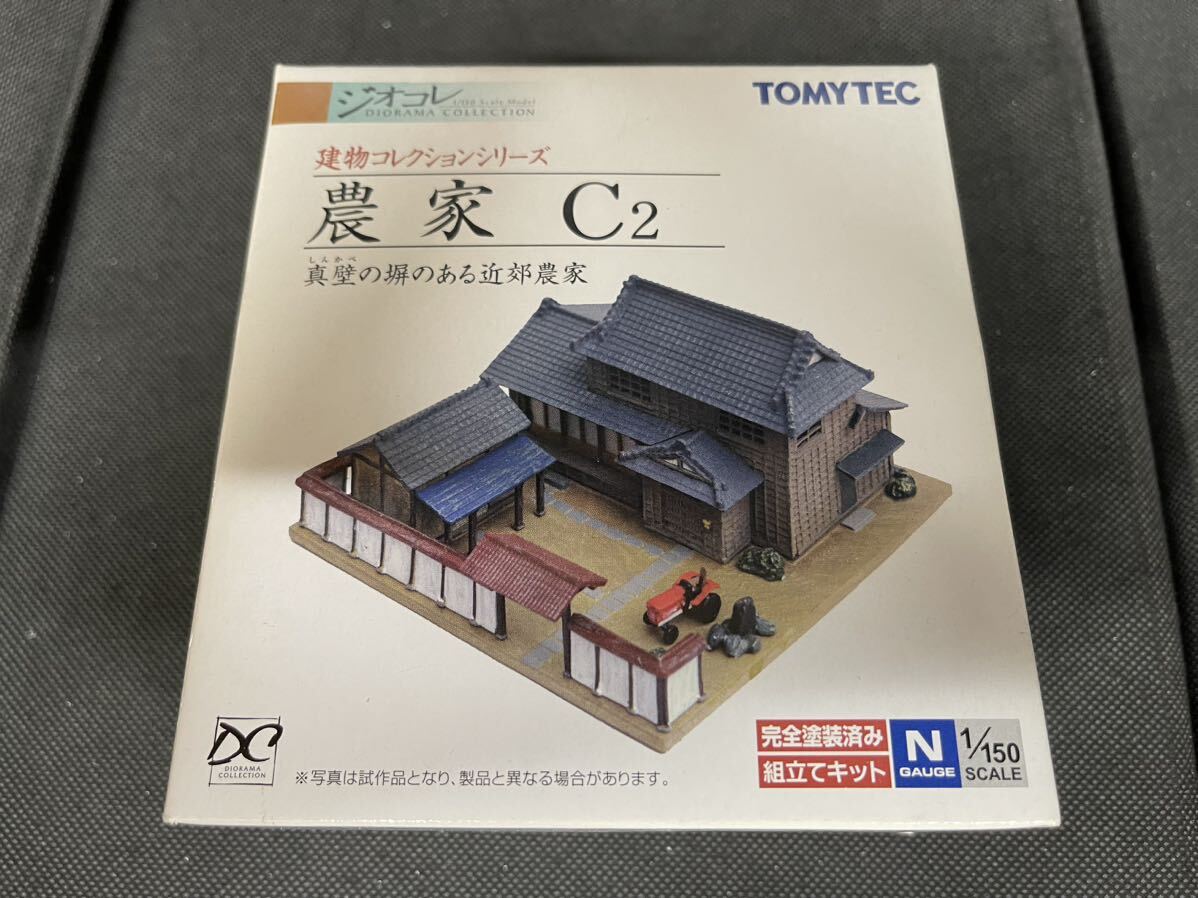 ジオコレ 1/150 Scale Model
DIORAMA COLLECTION
TOMYTEC
建物コレクションシリーズ
農家 C2
しんかべ
真壁の塀のある近郊農家
DC
DIORAMA
COLLECTION
※写真は試作品となり、製品と異なる場合があります。
完全塗装済み
組立てキット
N
GAUGE
1/150
SCALE